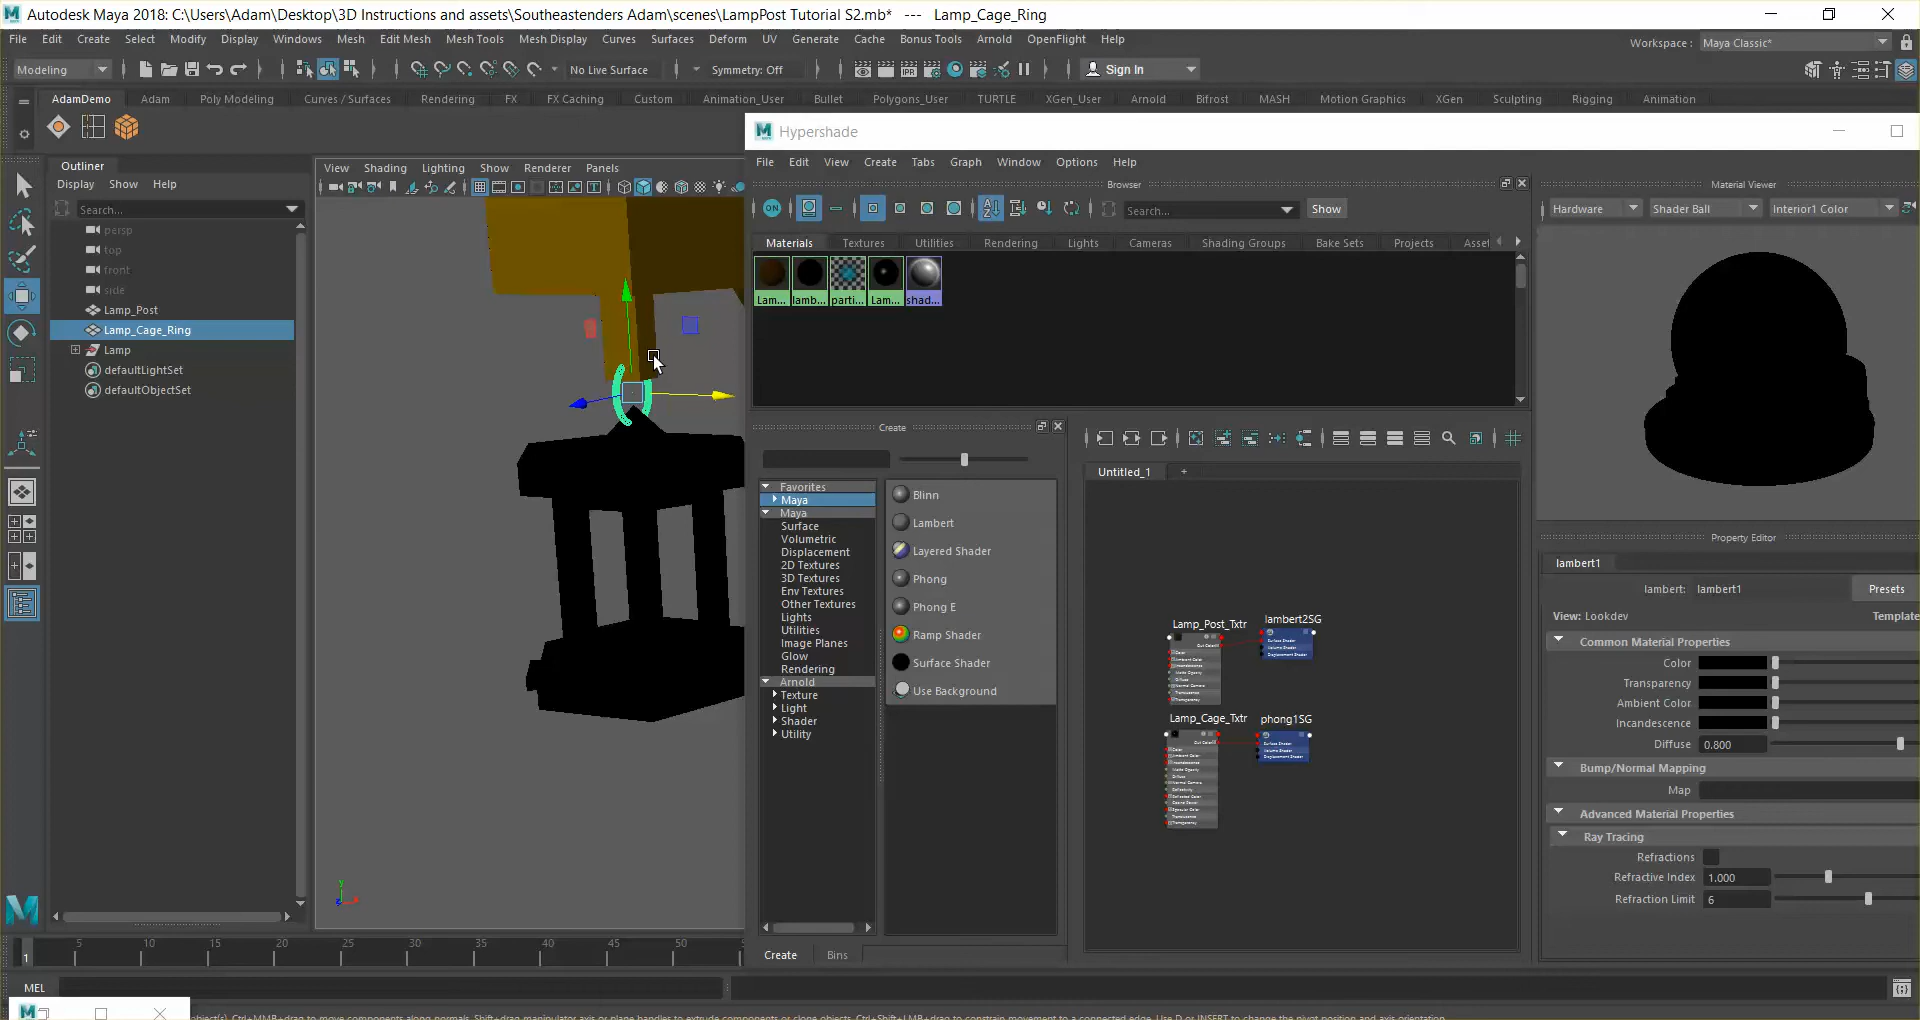 Autodesk Maya 2018: C:\Users\Adam\Desktop\3D Instructions and assets\Southeastenders Adam\scenes\LampPost Tutorial S2.mb* --- Lamp_Cage_Ring
File Edit Create Select Modify Display Windows Mesh Edit Mesh Mesh Tools Mesh Display Curves Surfaces Deform UV Generate Cache Bonus Tools Arnold OpenFlight Help
Workspace : Maya Classic*
Modeling No Live Surface Symmetry: Off Sign In
AdamDemo Adam Poly Modeling Curves / Surfaces Rendering FX FX Caching Custom Animation_User Bullet Polygons_User TURTLE XGen_User Arnold Bifrost MASH Motion Graphics XGen Sculpting Rigging Animation
Outliner
Display Show Help
Search...
persp
top
front
side
Lamp_Post
Lamp_Cage_Ring
Lamp
defaultLightSet
defaultObjectSet
View Shading Lighting Show Renderer Panels
Hypershade
File Edit View Create Tabs Graph Window Options Help
Browser
ON Search... Show
Materials Textures Utilities Rendering Lights Cameras Shading Groups Bake Sets Projects Asset
Lam... lamb... parti... Lam... shad...
Create
Favorites
Maya
Maya
Surface
Volumetric
Displacement
2D Textures
3D Textures
Env Textures
Other Textures
Lights
Utilities
Image Planes
Glow
Rendering
Arnold
Texture
Light
Shader
Utility
Blinn
Lambert
Layered Shader
Phong
Phong E
Ramp Shader
Surface Shader
Use Background
Create Bins
Untitled_1 +
Lamp_Post_Txtr lambert2SG
Lamp_Cage_Txtr phong1SG
Material Viewer
Hardware Shader Ball Interior1 Color
Property Editor
lambert1
lambert: lambert1 Presets
View: Lookdev Template
Common Material Properties
Color
Transparency
Ambient Color
Incandescence
Diffuse 0.800
Bump/Normal Mapping
Map
Advanced Material Properties
Ray Tracing
Refractions
Refractive Index 1.000
Refraction Limit 6
5 10 15 20 25 30 35 40 45 50
1
MEL